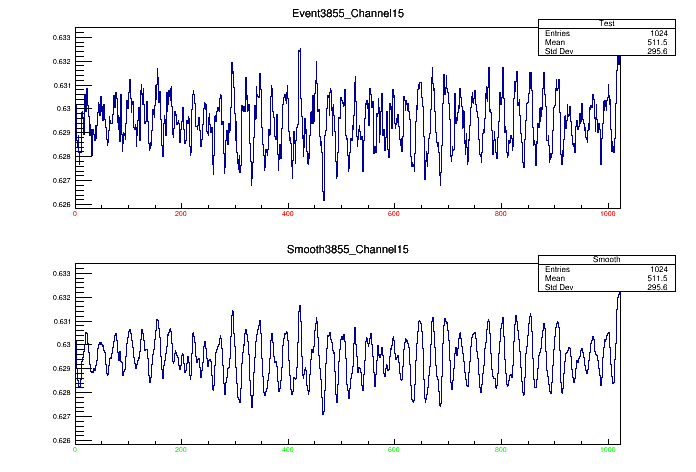 Event3855_Channel15
Test
Entries 1024
Mean 511.5
Std Dev 295.6
0.633
0.632
0.631
0.63
0.629
0.628
0.627
0.626
0 200 400 600 800 1000
Smooth3855_Channel15
Smooth
Entries 1024
Mean 511.5
Std Dev 295.6
0.633
0.632
0.631
0.63
0.629
0.628
0.627
0.626
0 200 400 600 800 1000